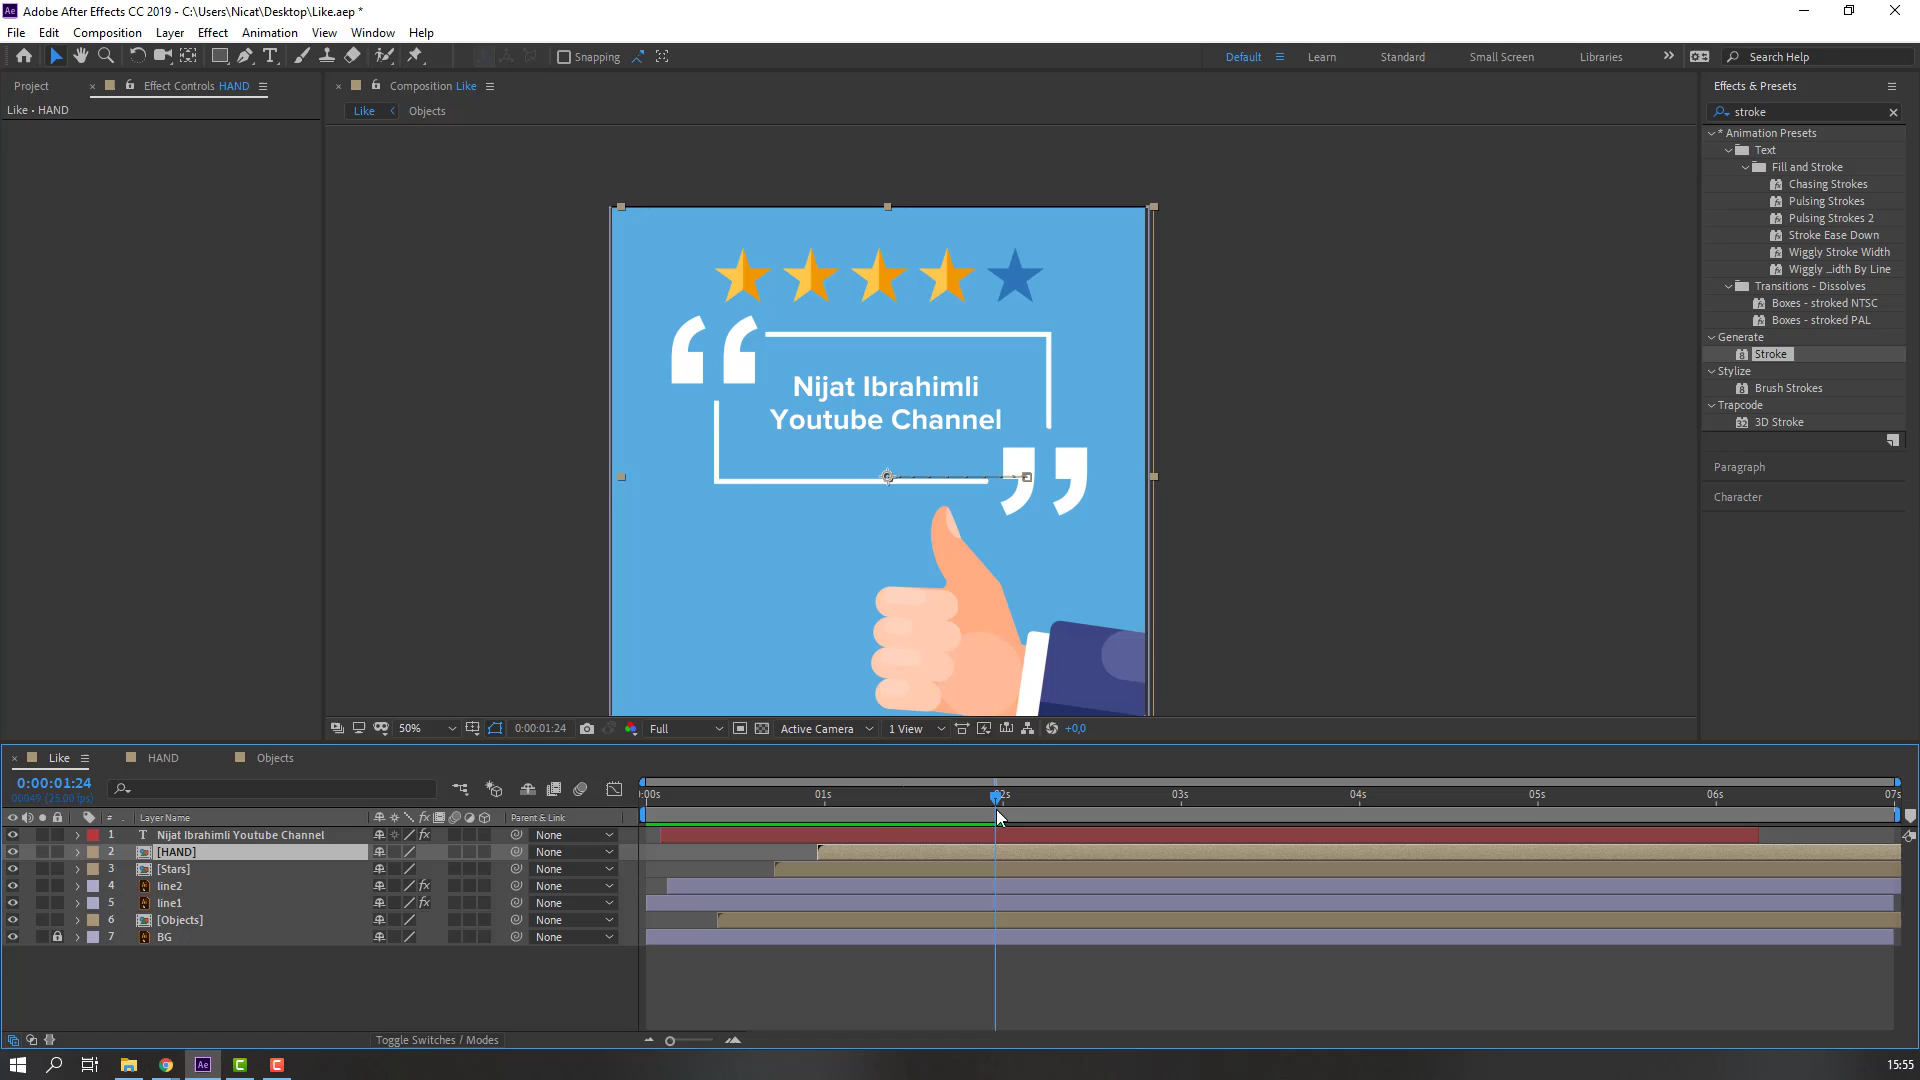 Adobe After Effects CC 2019 - C:\Users\Nicat\Desktop\Like.aep *
File Edit Composition Layer Effect Animation View Window Help
Snapping
Default Learn Standard Small Screen Libraries Search Help
Project Effect Controls HAND
Composition Like
Effects & Presets
Like • HAND
Like Objects
stroke
* Animation Presets
Text
Fill and Stroke
Chasing Strokes
Pulsing Strokes
Pulsing Strokes 2
Stroke Ease Down
Wiggly Stroke Width
Wiggly ...idth By Line
Transitions - Dissolves
Boxes - stroked NTSC
Boxes - stroked PAL
Generate
Stroke
Stylize
Brush Strokes
Trapcode
3D Stroke
Paragraph
Character
Nijat Ibrahimli
Youtube Channel
50% 0:00:01:24 Full Active Camera 1 View +0,0
Like HAND Objects
0:00:01:24
00049 (25.00 fps)
:00s 01s 02s 03s 04s 05s 06s 07s
# Layer Name Parent & Link
1 T Nijat Ibrahimli Youtube Channel None
2 [HAND] None
3 [Stars] None
4 line2 None
5 line1 None
6 [Objects] None
7 BG None
Toggle Switches / Modes
15:55